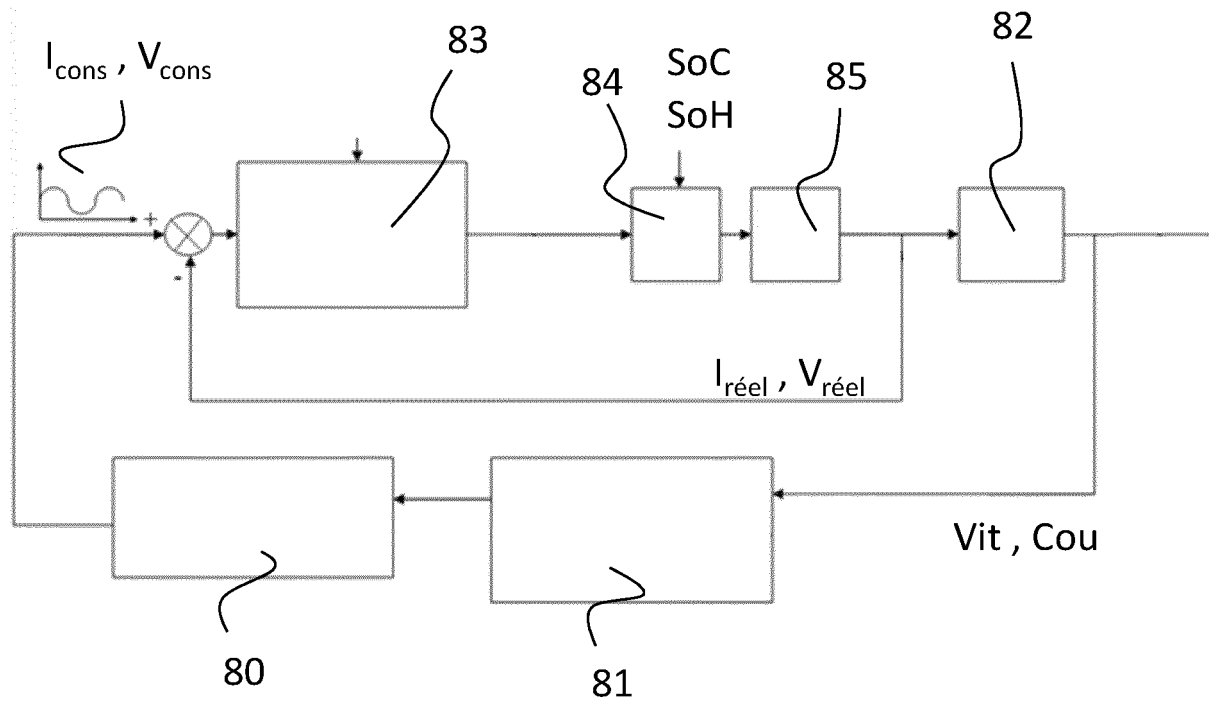 82
83
I_cons , V_cons
SoC
84
85
SoH
+
-
I_réel , V_réel
Vit , Cou
80
81